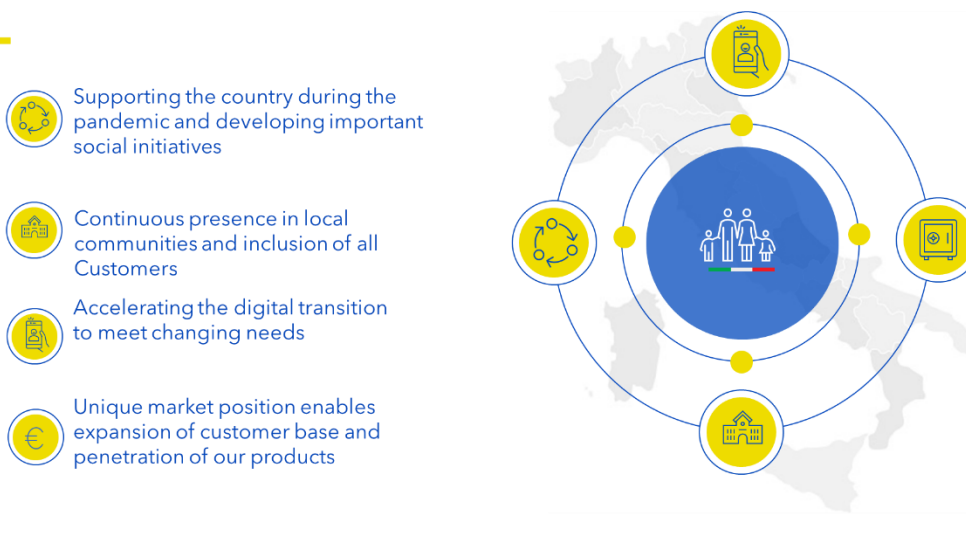 Supporting the country during the
pandemic and developing important
social initiatives
Continuous presence in local
communities and inclusion of all
Customers
Accelerating the digital transition
to meet changing needs
€
Unique market position enables
expansion of customer base and
penetration of our products